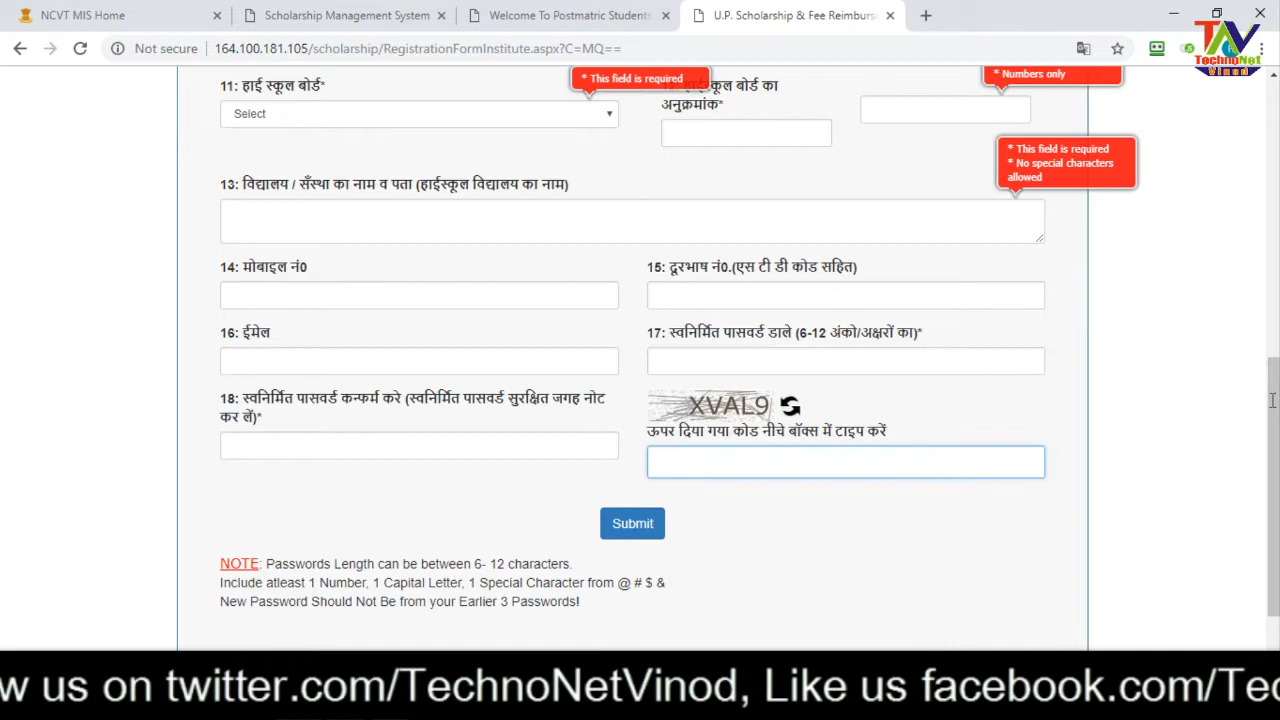 NCVT MIS Home
Scholarship Management System
Welcome To Postmatric Students
U.P. Scholarship & Fee Reimburse
Not secure
164.100.181.105/scholarship/RegistrationFormInstitute.aspx?C=MQ==
TechnoNet
Vinod
* This field is required
* Numbers only
11: हाई स्कूल बोर्ड*
हाईस्कूल बोर्ड का
अनुक्रमांक*
Select
* This field is required
* No special characters
allowed
13: विद्यालय / सँस्था का नाम व पता (हाईस्कूल विद्यालय का नाम)
14: मोबाइल नं0
15: दूरभाष नं0.(एस टी डी कोड सहित)
16: ईमेल
17: स्वनिर्मित पासवर्ड डाले (6-12 अंको/अक्षरों का)*
18: स्वनिर्मित पासवर्ड कन्फर्म करे (स्वनिर्मित पासवर्ड सुरक्षित जगह नोट
कर लें)*
XVAL9
ऊपर दिया गया कोड नीचे बॉक्स में टाइप करें
Submit
NOTE: Passwords Length can be between 6- 12 characters.
Include atleast 1 Number, 1 Capital Letter, 1 Special Character from @ # $ &
New Password Should Not Be from your Earlier 3 Passwords!
w us on twitter.com/TechnoNetVinod, Like us facebook.com/Tec